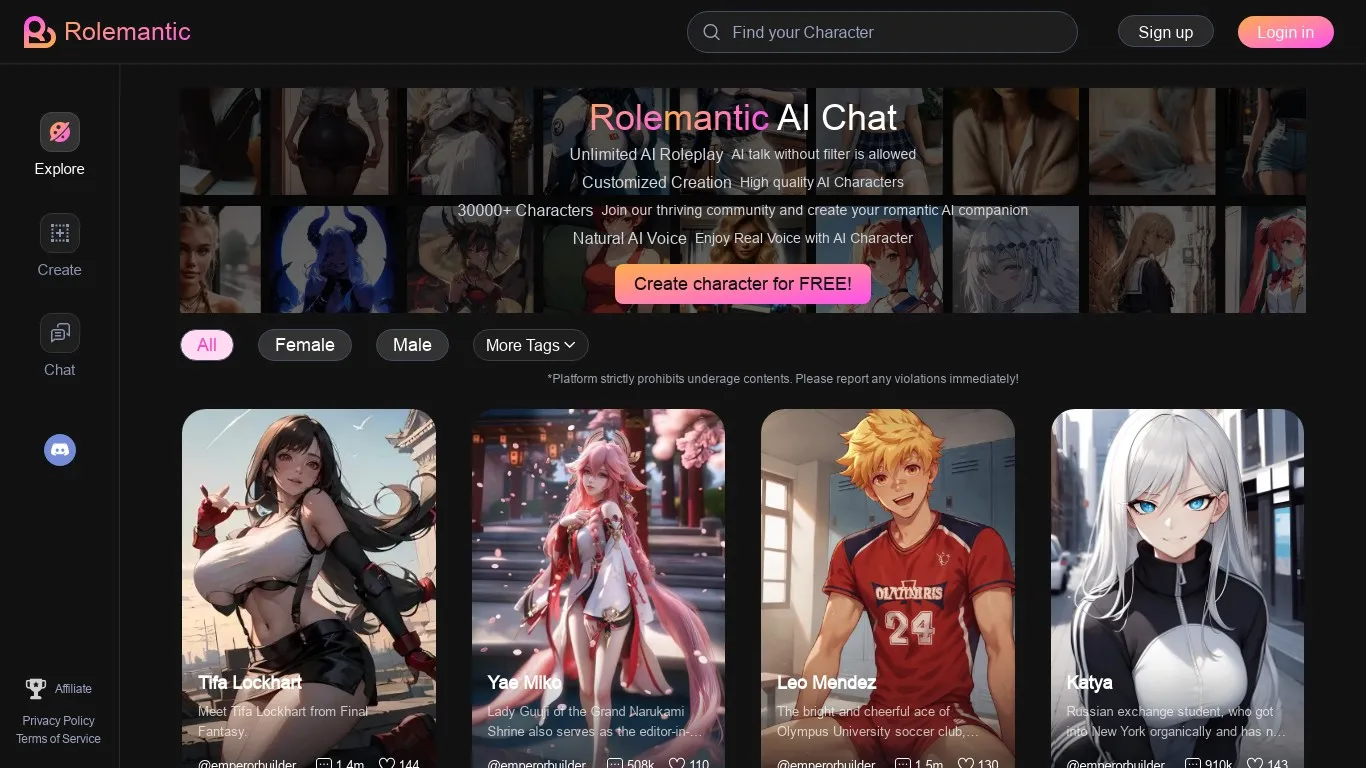 Rolemantic
Find your Character
Sign up
Login in
Explore
Create
Chat
Affiliate
Privacy Policy
Terms of Service
Rolemantic AI Chat
Unlimited AI Roleplay AI talk without filter is allowed
Customized Creation High quality AI Characters
30000+ Characters Join our thriving community and create your romantic AI companion
Natural AI Voice Enjoy Real Voice with AI Character
Create character for FREE!
All
Female
Male
More Tags
*Platform strictly prohibits underage contents. Please report any violations immediately!
Tifa Lockhart
Meet Tifa Lockhart from Final
Fantasy.
@emperorbuilder 1.4m 144
Yae Miko
Lady Guuji of the Grand Narukami
Shrine also serves as the editor-in-...
@emperorbuilder 508k 110
24
Leo Mendez
The bright and cheerful ace of
Olympus University soccer club,...
@emperorbuilder 1.5m 130
Katya
Russian exchange student, who got
into New York organically and has n...
@emperorbuilder 910k 143